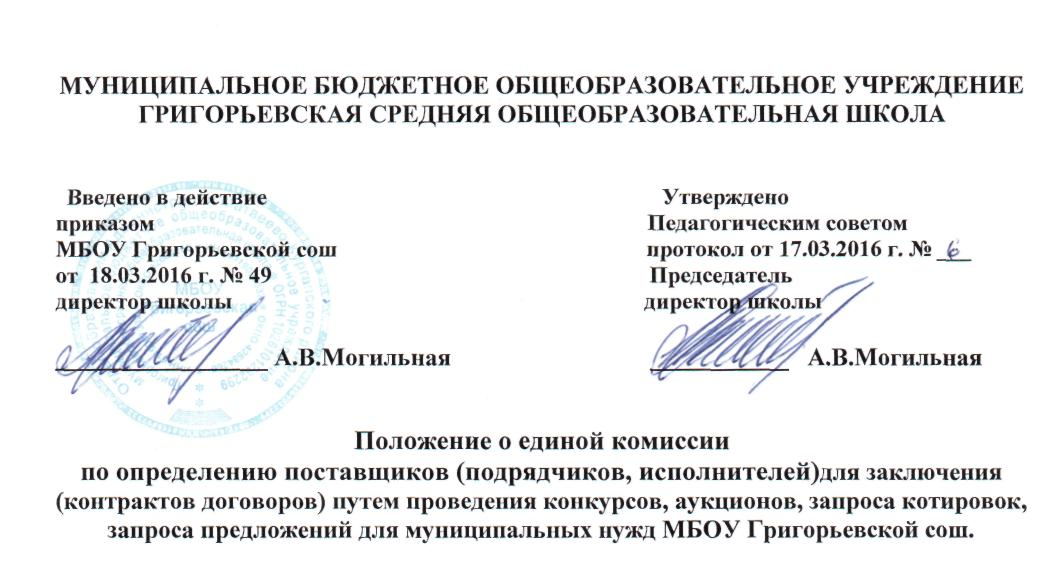 МУНИЦИПАЛЬНОЕ БЮДЖЕТНОЕ ОБЩЕОБРАЗОВАТЕЛЬНОЕ УЧРЕЖДЕНИЕ
ГРИГОРЬЕВСКАЯ СРЕДНЯЯ ОБЩЕОБРАЗОВАТЕЛЬНАЯ ШКОЛА
Введено в действие
приказом
МБОУ Григорьевской сош
от 18.03.2016 г. № 49
директор школы
А.В.Могильная
Утверждено
Педагогическим советом
протокол от 17.03.2016 г. № 6
Председатель
директор школы
А.В.Могильная
МБОУ
Положение о единой комиссии
по определению поставщиков (подрядчиков, исполнителей)для заключения
(контрактов договоров) путем проведения конкурсов, аукционов, запроса котировок,
запроса предложений для муниципальных нужд МБОУ Григорьевской сош.